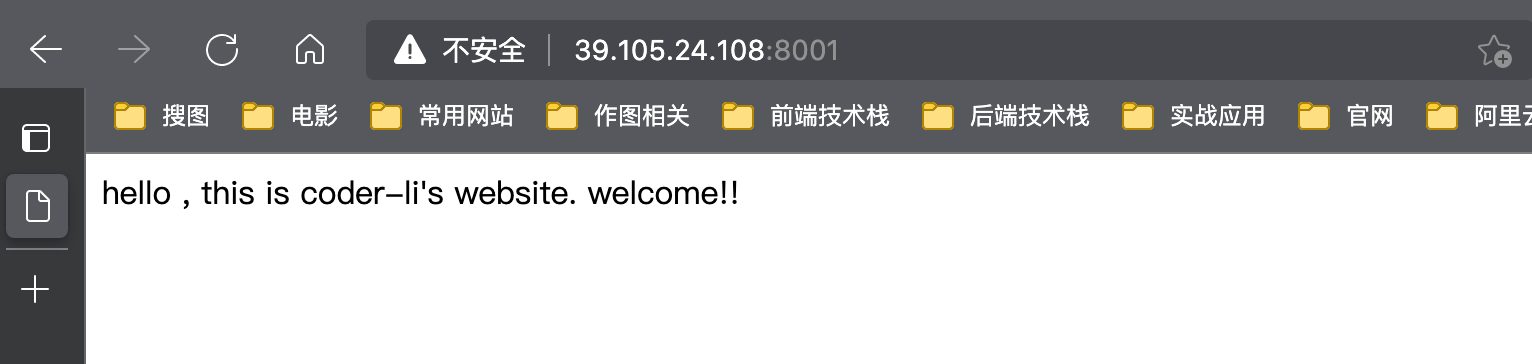 不安全 39.105.24.108:8001
搜图 电影 常用网站 作图相关 前端技术栈 后端技术栈 实战应用 官网 阿里云
hello , this is coder-li's website. welcome!!